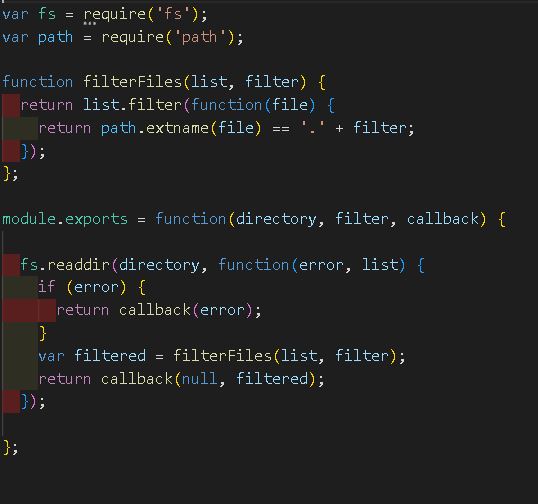 var fs = require('fs');
var path = require('path');

function filterFiles(list, filter) {
  return list.filter(function(file) {
    return path.extname(file) == '.' + filter;
  });
};

module.exports = function(directory, filter, callback) {

  fs.readdir(directory, function(error, list) {
    if (error) {
      return callback(error);
    }
    var filtered = filterFiles(list, filter);
    return callback(null, filtered);
  });

};